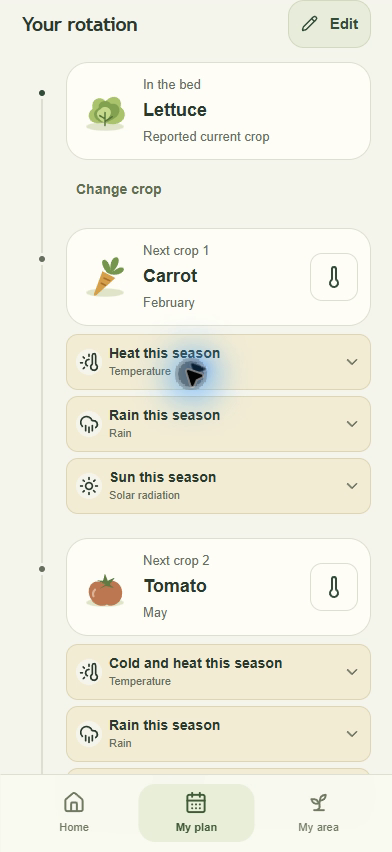 Your rotation
Edit
In the bed
Lettuce
Reported current crop
Change crop
Next crop 1
Carrot
February
Heat this season
Temperature
Rain this season
Rain
Sun this season
Solar radiation
Next crop 2
Tomato
May
Cold and heat this season
Temperature
Rain this season
Rain
Home
My plan
My area